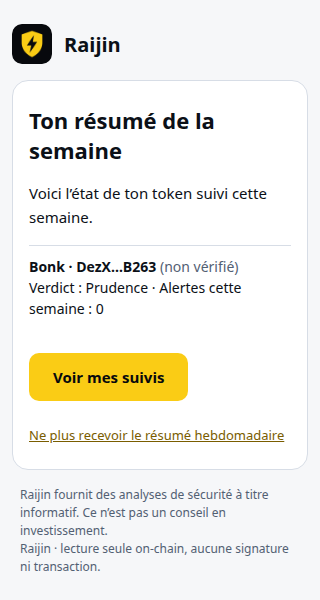 Raijin
Ton résumé de la
semaine
Voici l'état de ton token suivi cette
semaine.
Bonk · DezX…B263 (non vérifié)
Verdict : Prudence · Alertes cette
semaine : 0
Voir mes suivis
Ne plus recevoir le résumé hebdomadaire
Raijin fournit des analyses de sécurité à titre
informatif. Ce n'est pas un conseil en
investissement.
Raijin · lecture seule on-chain, aucune signature
ni transaction.